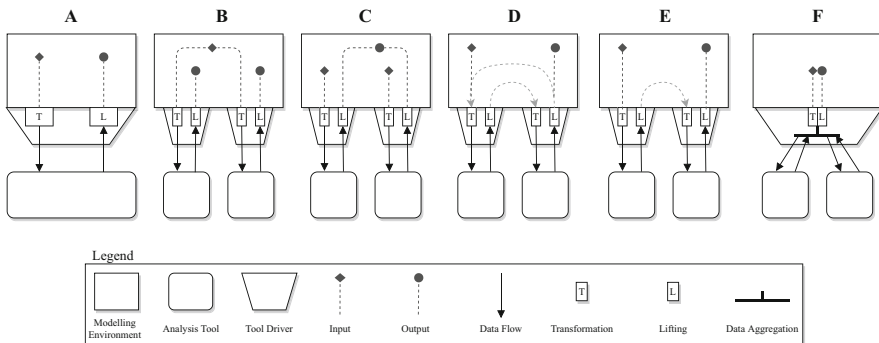 A B C D E F
T L T L T L T L T L T L T L T L T L T L
Legend
Modelling Environment
Analysis Tool
Tool Driver
Input
Output
Data Flow
T
Transformation
L
Lifting
Data Aggregation